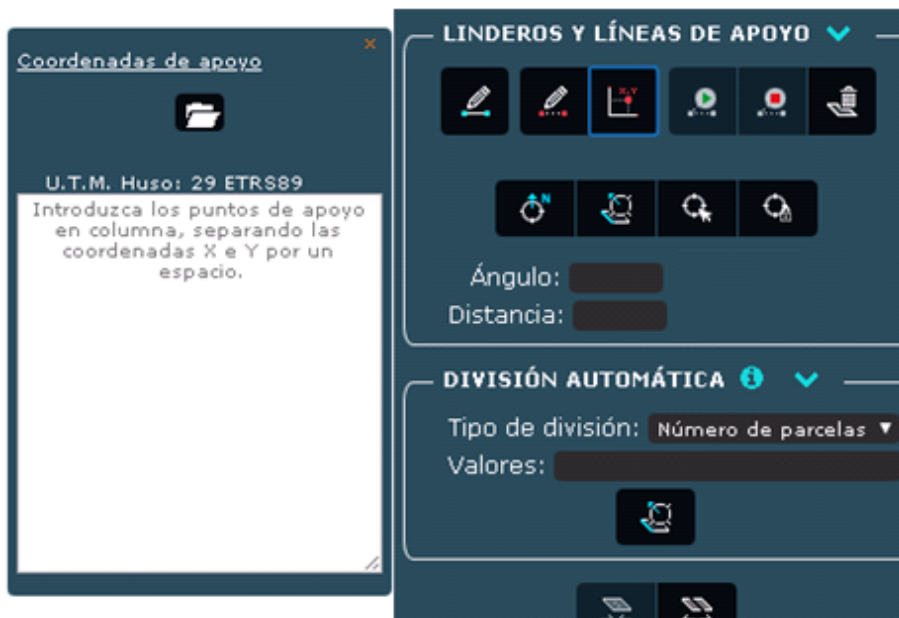 Coordenadas de apoyo
×
U.T.M. Huso: 29 ETRS89
Introduzca los puntos de apoyo
en columna, separando las
coordenadas X e Y por un
espacio.
LINDEROS Y LÍNEAS DE APOYO
X,Y
N
Ángulo:
Distancia:
DIVISIÓN AUTOMÁTICA i
Tipo de división: Número de parcelas ▼
Valores: